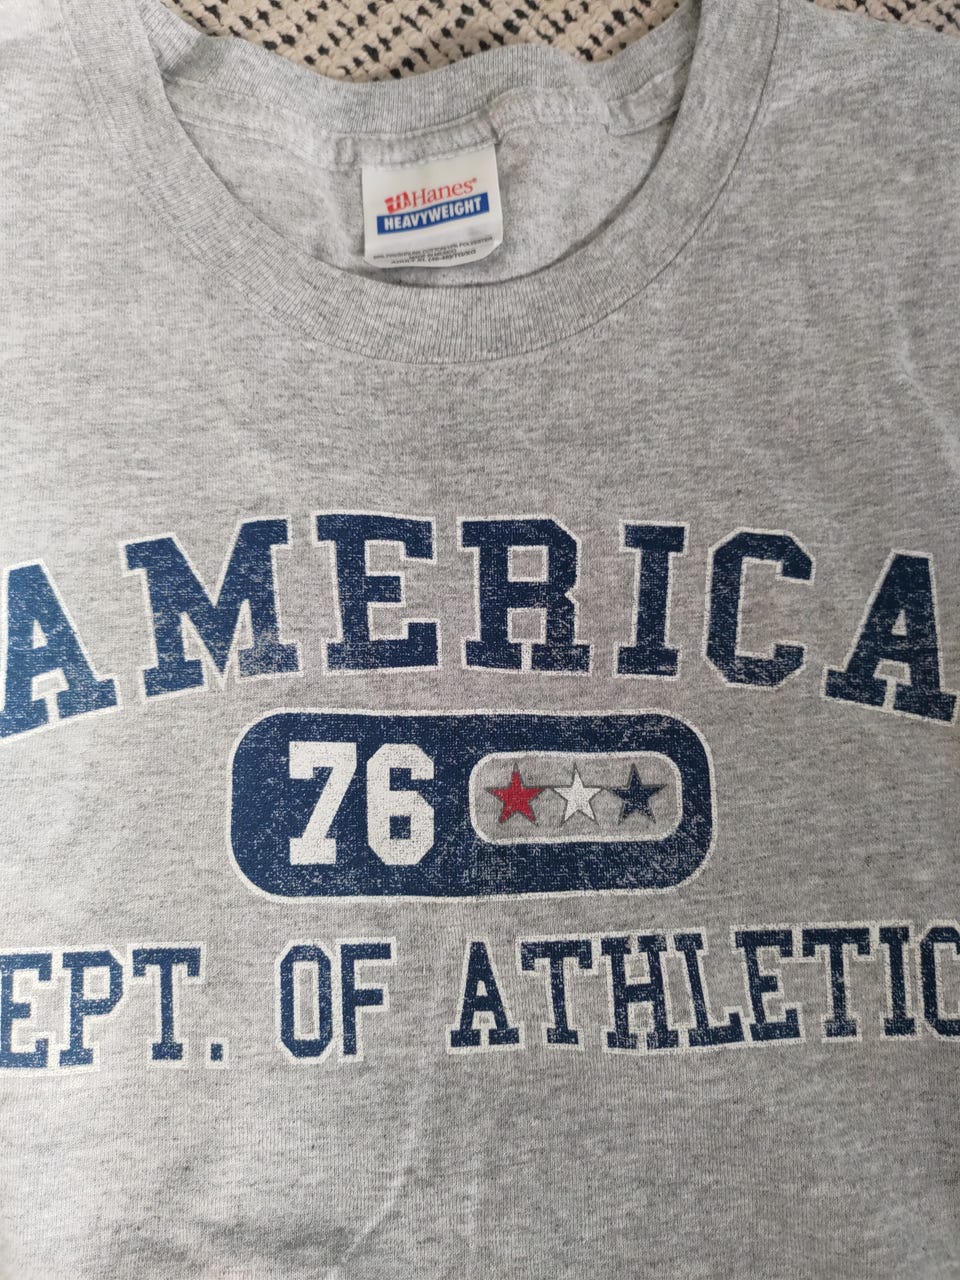 Hanes
HEAVYWEIGHT
AMERICA
76
EPT. OF ATHLETIC